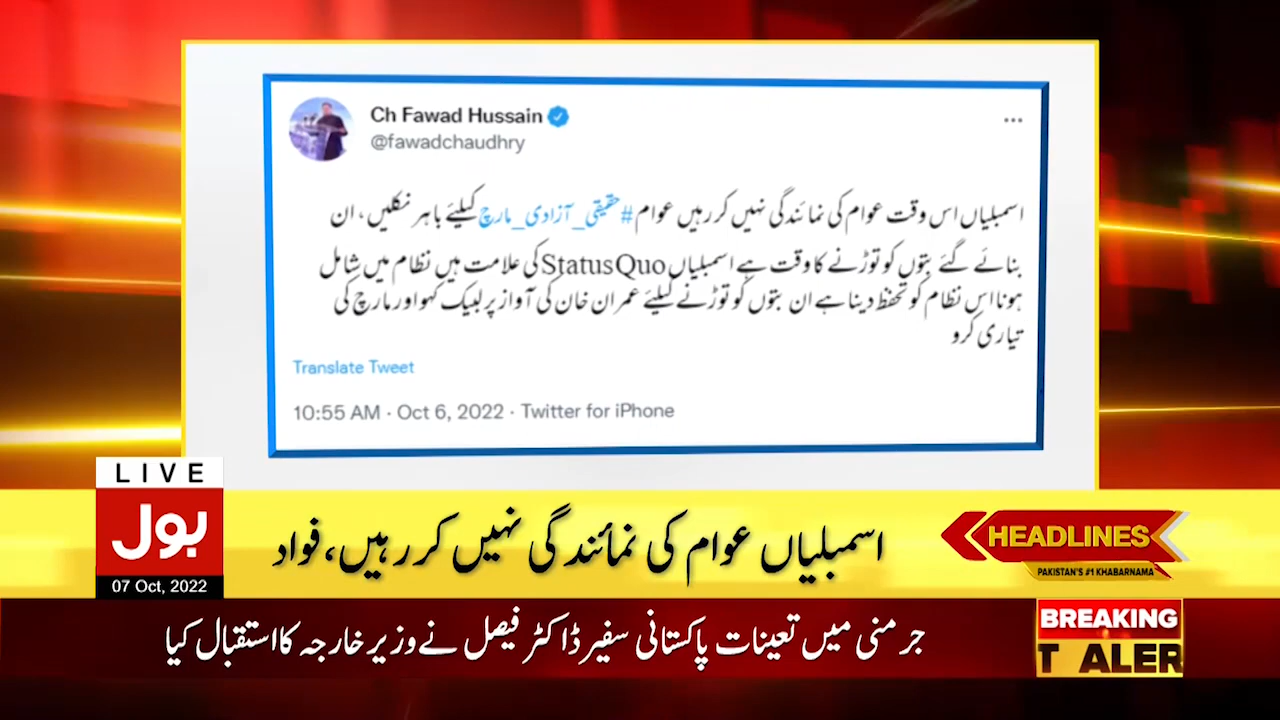 Ch Fawad Hussain
@fawadchaudhry
اسمبلیاں اس وقت عوام کی نمائندگی نہیں کر رہیں عوام #حقیقی_آزادی_مارچ کیلئے باہر نکلیں، ان
بنائے گئے بتوں کو توڑنے کا وقت ہے اسمبلیاں Status Quo کی علامت ہیں نظام میں شامل
ہونا اس نظام کو تحفظ دینا ہے ان بتوں کو توڑنے کیلئے عمران خان کی آواز پر لبیک کہو اور مارچ کی
تیاری کرو
Translate Tweet
10:55 AM · Oct 6, 2022 · Twitter for iPhone
LIVE
بول
07 Oct, 2022
اسمبلیاں عوام کی نمائندگی نہیں کر رہیں، فواد
HEADLINES
PAKISTAN'S #1 KHABARNAMA
جرمنی میں تعینات پاکستانی سفیر ڈاکٹر فیصل نے وزیر خارجہ کا استقبال کیا
BREAKING
T ALER